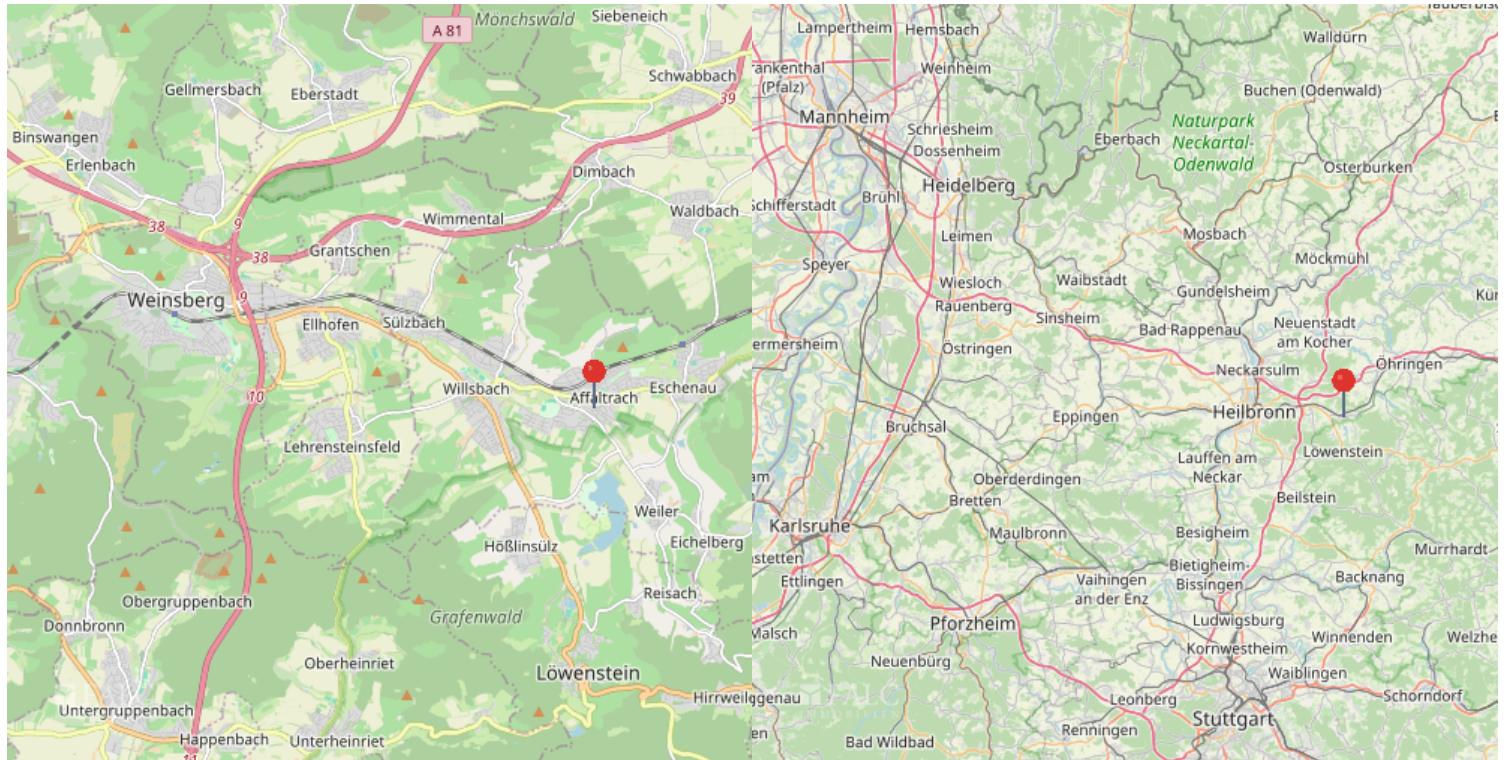 Mönchswald
Siebeneich
A 81
Schwabbach
Gellmersbach
Eberstadt
39
Binswangen
Erlenbach
Dimbach
Waldbach
38
9
Wimmental
Grantschen
38
Weinsberg
9
Ellhofen
Sülzbach
Willsbach
Affaltrach
Eschenau
10
Lehrensteinsfeld
Weiler
Hößlinsülz
Eichelberg
Reisach
Obergruppenbach
Grafenwald
Donnbronn
Oberheinriet
Löwenstein
Untergruppenbach
Happenbach
Unterheinriet
11
Lampertheim
Hemsbach
Walldürn
rankenthal
(Pfalz)
Weinheim
Buchen (Odenwald)
Mannheim
Naturpark
Neckartal-
Odenwald
Schriesheim
Dossenheim
Eberbach
Osterburken
Heidelberg
Brühl
Schifferstadt
Leimen
Mosbach
Speyer
Möckmühl
Wiesloch
Waibstadt
Gundelsheim
Rauenberg
Sinsheim
Bad Rappenau
Neuenstadt
am Kocher
ermersheim
Östringen
Neckarsulm
Öhringen
Heilbronn
Eppingen
Bruchsal
Löwenstein
Lauffen am
Neckar
Oberderdingen
Bretten
Beilstein
Karlsruhe
Maulbronn
Besigheim
Murrhardt
Bietigheim-
Bissingen
Ettlingen
Vaihingen
an der Enz
Backnang
Malsch
Pforzheim
Ludwigsburg
Winnenden
Kornwestheim
Neuenbürg
Waiblingen
Leonberg
Schorndorf
Stuttgart
Renningen
Bad Wildbad